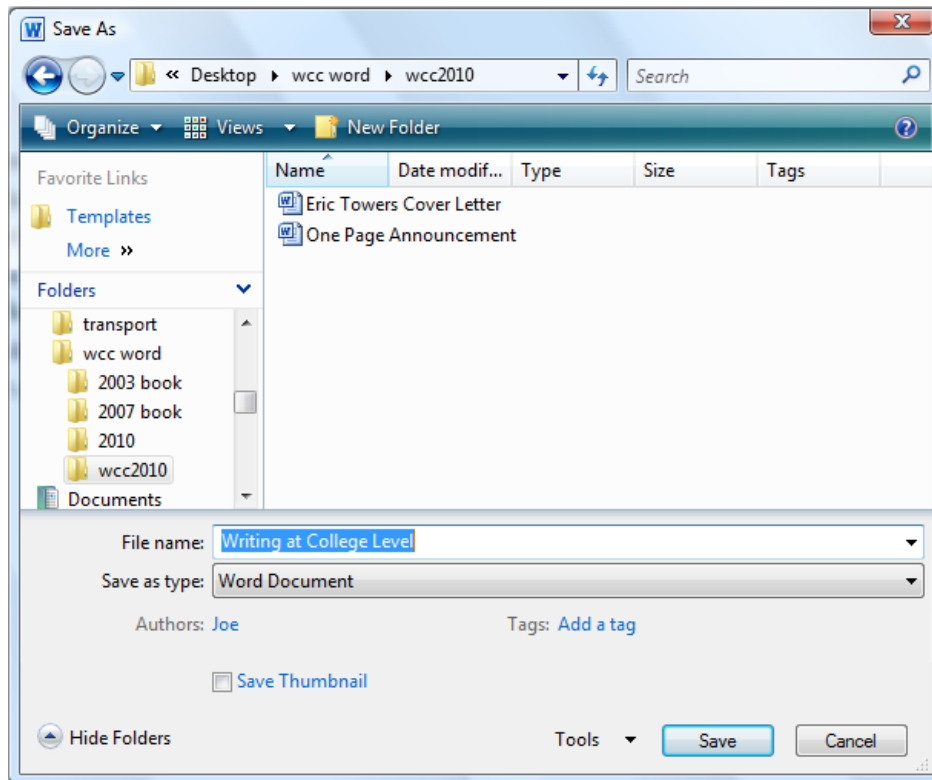 Save As
« Desktop ▸ wcc word ▸ wcc2010 Search
Organize Views New Folder
Favorite Links
Templates
More »
Folders
transport
wcc word
2003 book
2007 book
2010
wcc2010
Documents
Name Date modif... Type Size Tags
Eric Towers Cover Letter
One Page Announcement
File name: Writing at College Level
Save as type: Word Document
Authors: Joe Tags: Add a tag
Save Thumbnail
Hide Folders Tools Save Cancel